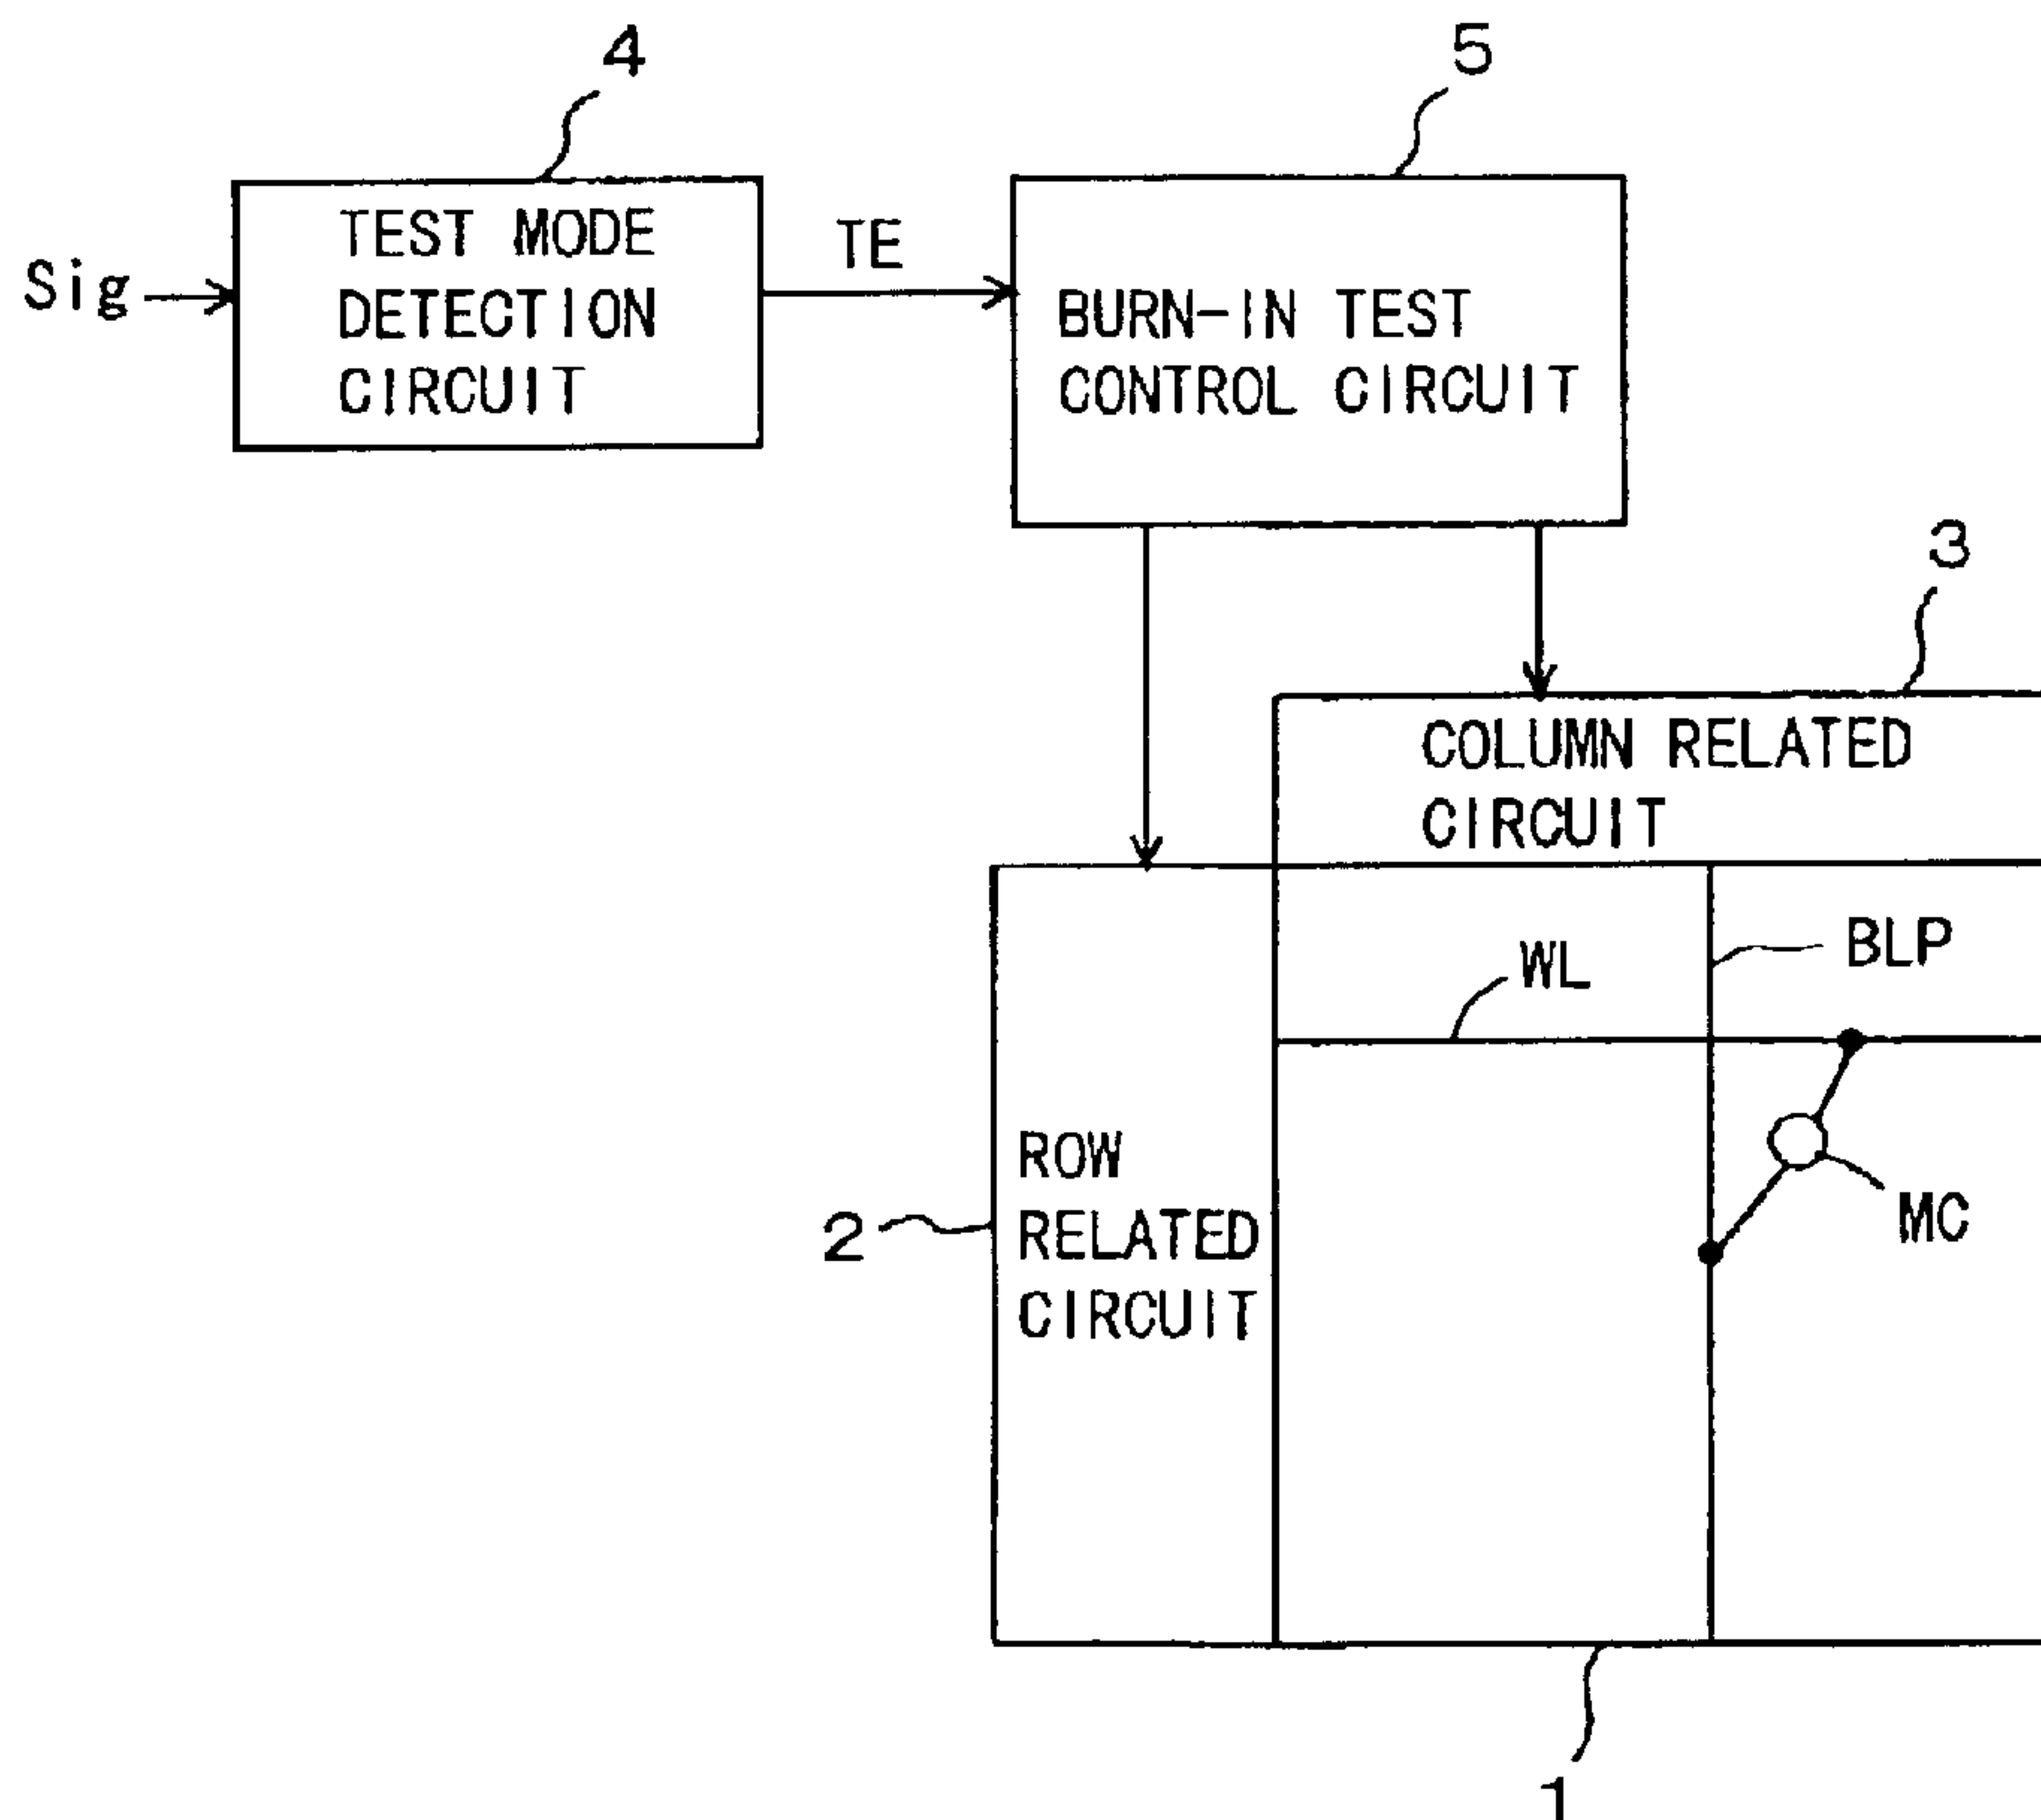 4
5
TEST MODE
DETECTION
CIRCUIT
Sig
TE
BURN-IN TEST
CONTROL CIRCUIT
3
COLUMN RELATED
CIRCUIT
WL
BLP
MC
2
ROW
RELATED
CIRCUIT
1